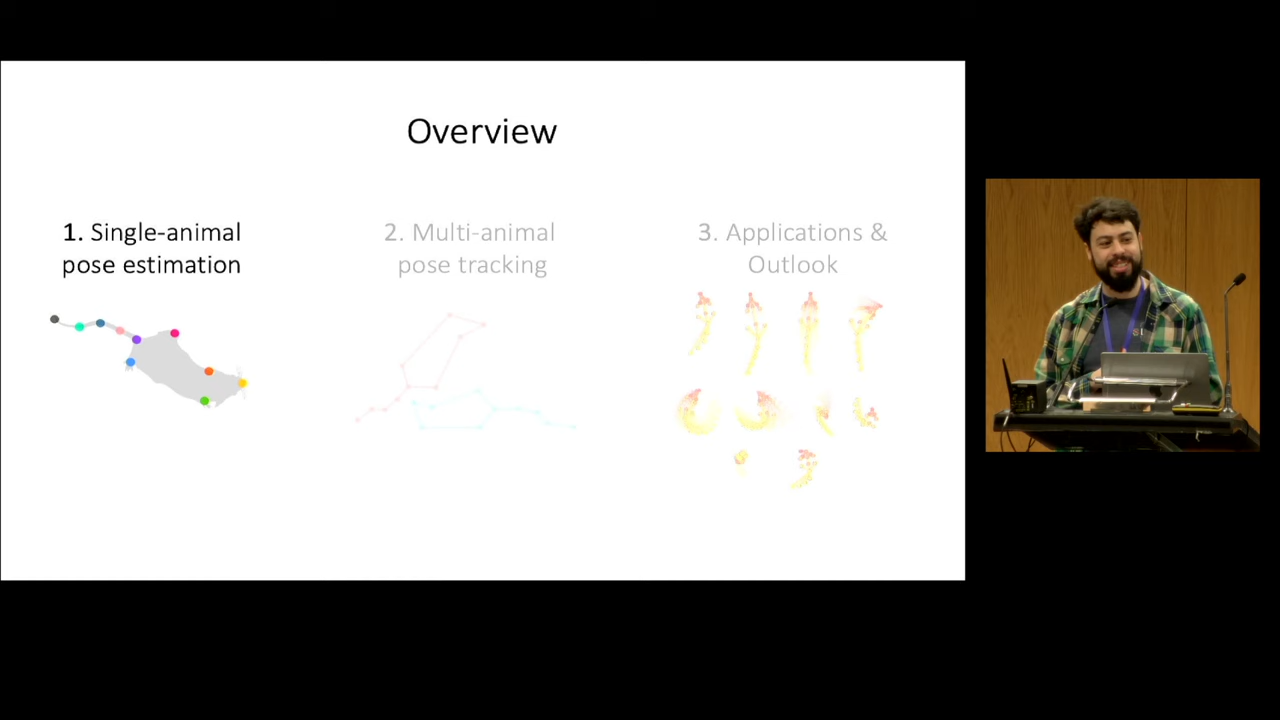 Overview
1. Single-animal
pose estimation
2. Multi-animal
pose tracking
3. Applications &
Outlook